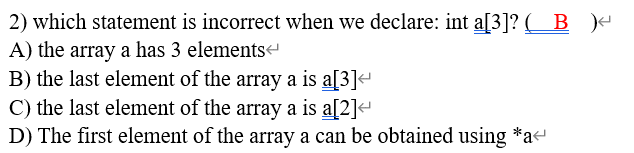 2) which statement is incorrect when we declare: int a[3]? ( B )↵
A) the array a has 3 elements↵
B) the last element of the array a is a[3]↵
C) the last element of the array a is a[2]↵
D) The first element of the array a can be obtained using *a↵